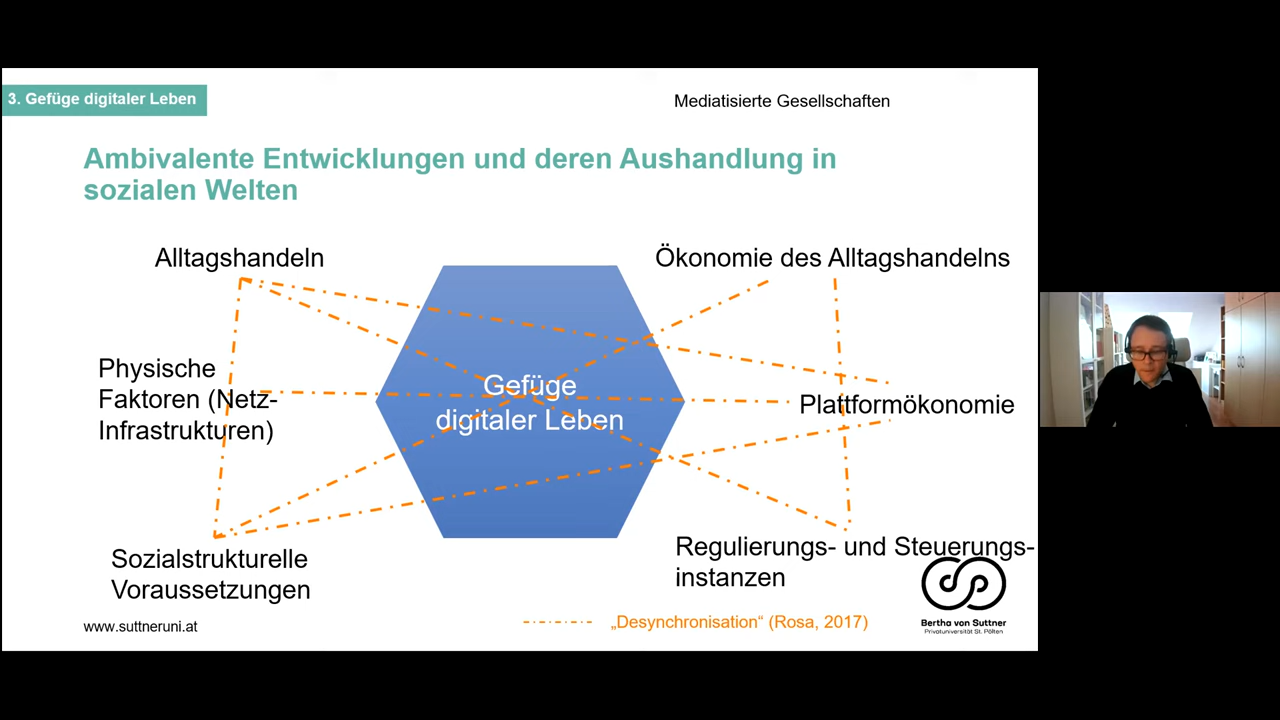 3. Gefüge digitaler Leben
Mediatisierte Gesellschaften
Ambivalente Entwicklungen und deren Aushandlung in
sozialen Welten
Alltagshandeln
Ökonomie des Alltagshandelns
Physische
Faktoren (Netz-
Infrastrukturen)
Gefüge
digitaler Leben
Plattformökonomie
Sozialstrukturelle
Voraussetzungen
Regulierungs- und Steuerungs-
instanzen
www.suttneruni.at
„Desynchronisation“ (Rosa, 2017)
Bertha von Suttner
Privatuniversität St. Pölten